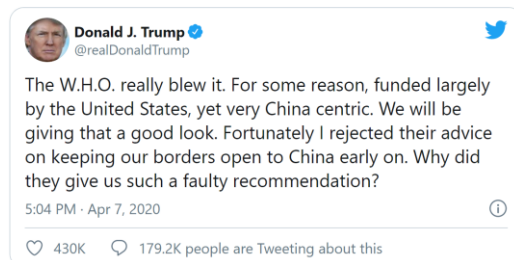 Donald J. Trump
@realDonaldTrump
The W.H.O. really blew it. For some reason, funded largely
by the United States, yet very China centric. We will be
giving that a good look. Fortunately I rejected their advice
on keeping our borders open to China early on. Why did
they give us such a faulty recommendation?
5:04 PM · Apr 7, 2020
430K 179.2K people are Tweeting about this